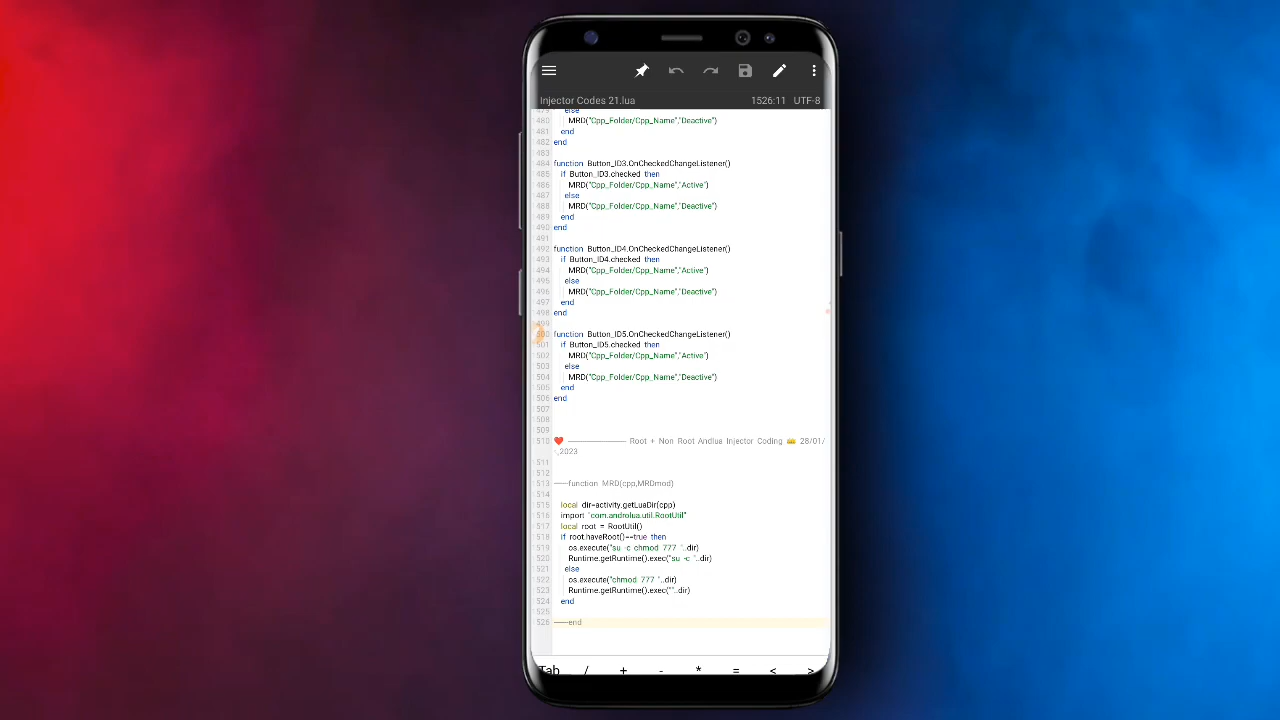 Injector Codes 21.lua 1526:11 UTF-8
479 else
480 MRD("Cpp_Folder/Cpp_Name","Deactive")
481 end
482 end
483
484 function Button_ID3.OnCheckedChangeListener()
485 if Button_ID3.checked then
486 MRD("Cpp_Folder/Cpp_Name","Active")
487 else
488 MRD("Cpp_Folder/Cpp_Name","Deactive")
489 end
490 end
491
492 function Button_ID4.OnCheckedChangeListener()
493 if Button_ID4.checked then
494 MRD("Cpp_Folder/Cpp_Name","Active")
495 else
496 MRD("Cpp_Folder/Cpp_Name","Deactive")
497 end
498 end
499
500 function Button_ID5.OnCheckedChangeListener()
501 if Button_ID5.checked then
502 MRD("Cpp_Folder/Cpp_Name","Active")
503 else
504 MRD("Cpp_Folder/Cpp_Name","Deactive")
505 end
506 end
507
508
509
510 ❤️ ---------------- Root + Non Root Andlua Injector Coding 👑 28/01/
2023
511
512
513 ----function MRD(cpp,MRDmod)
514
515 local dir=activity.getLuaDir(cpp)
516 import "com.androlua.util.RootUtil"
517 local root = RootUtil()
518 if root.haveRoot()==true then
519 os.execute("su -c chmod 777 "..dir)
520 Runtime.getRuntime().exec("su -c "..dir)
521 else
522 os.execute("chmod 777 "..dir)
523 Runtime.getRuntime().exec(""..dir)
524 end
525
526 ----end
Tab / + - * = < >